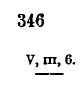 346
V, III, 6.